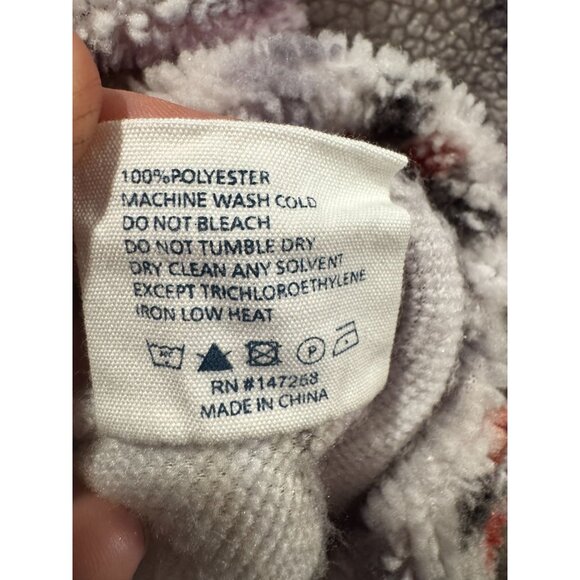 100%POLYESTER
MACHINE WASH COLD
DO NOT BLEACH
DO NOT TUMBLE DRY
DRY CLEAN ANY SOLVENT
EXCEPT TRICHLOROETHYLENE
IRON LOW HEAT
P
RN #147268
MADE IN CHINA